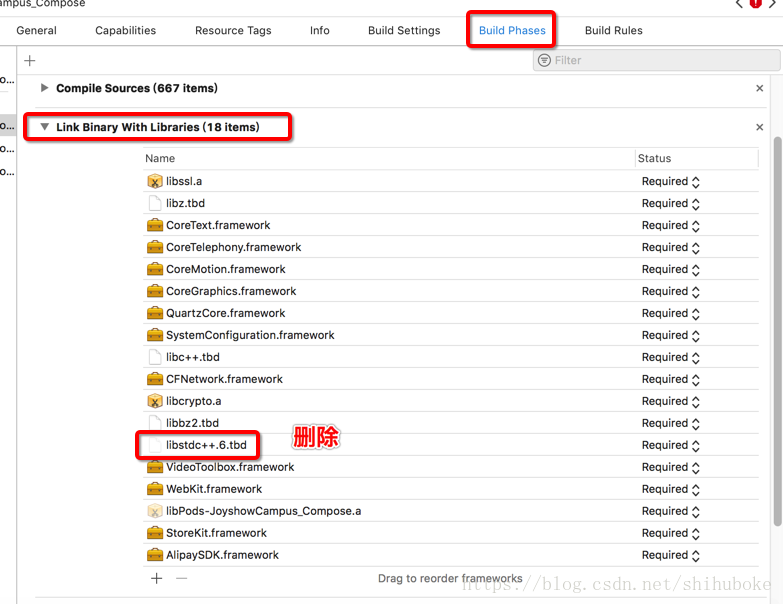 ampus_Compose
General Capabilities Resource Tags Info Build Settings Build Phases Build Rules
Filter
Compile Sources (667 items)
Link Binary With Libraries (18 items)
Name Status
libssl.a Required
libz.tbd Required
CoreText.framework Required
CoreTelephony.framework Required
CoreMotion.framework Required
CoreGraphics.framework Required
QuartzCore.framework Required
SystemConfiguration.framework Required
libc++.tbd Required
CFNetwork.framework Required
libcrypto.a Required
libbz2.tbd Required
libstdc++.6.tbd 删除 Required
VideoToolbox.framework Required
WebKit.framework Required
libPods-JoyshowCampus_Compose.a Required
StoreKit.framework Required
AlipaySDK.framework Required
Drag to reorder frameworks
https://blog.csdn.net/shihuboke
o...
o...
o...
o...